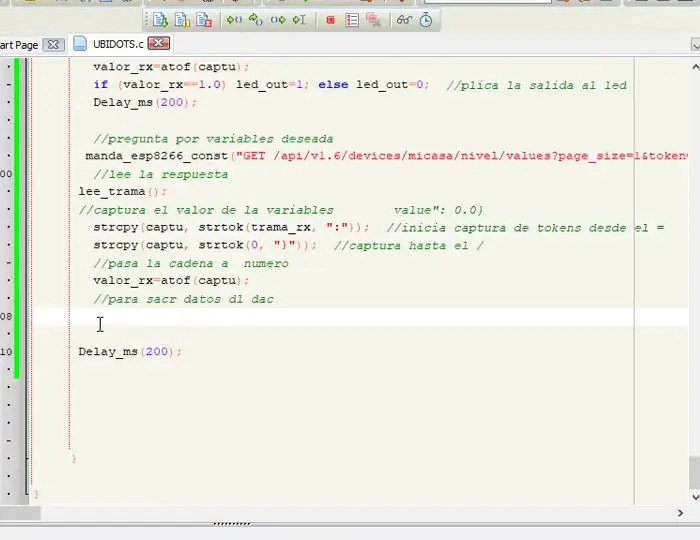 art Page
UBIDOTS.c
valor_rx=atof(captu);
if (valor_rx==1.0) led_out=1; else led_out=0; //plica la salida al led
Delay_ms(200);
//pregunta por variables deseada
manda_esp8266_const("GET /api/v1.6/devices/micasa/nivel/values?page_size=1&token
00
//lee la respuesta
lee_trama();
//captura el valor de la variables value": 0.0}
strcpy(captu, strtok(trama_rx, ":")); //inicia captura de tokens desde el =
strcpy(captu, strtok(0, "}")); //captura hasta el /
//pasa la cadena a numero
valor_rx=atof(captu);
//para sacr datos dl dac
08
10
Delay_ms(200);
}
}